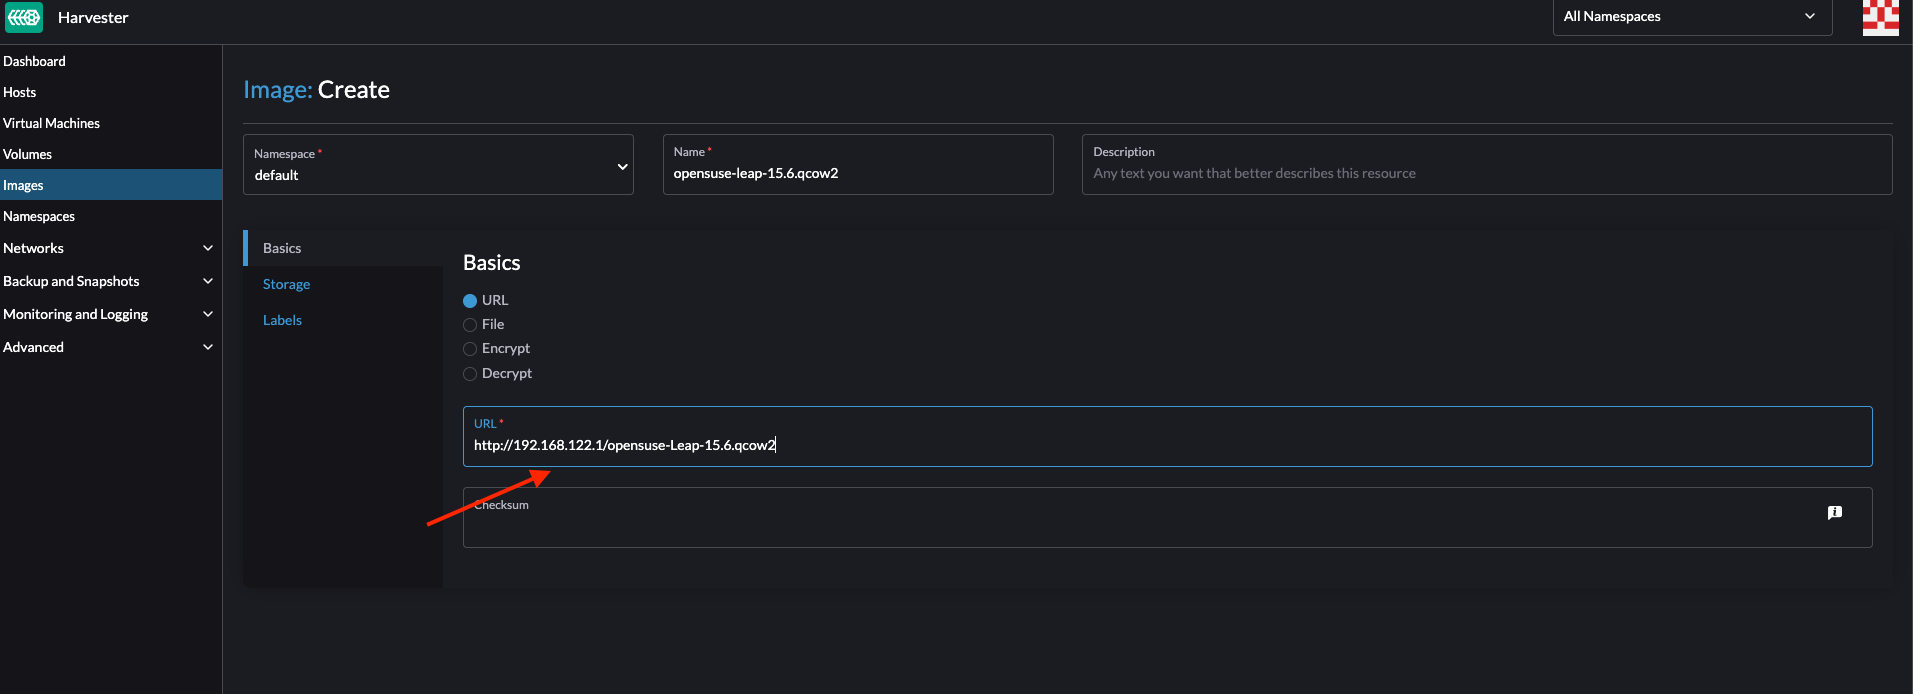 Harvester
All Namespaces
Dashboard
Hosts
Virtual Machines
Volumes
Images
Namespaces
Networks
Backup and Snapshots
Monitoring and Logging
Advanced
Image: Create
Namespace *
default
Name *
opensuse-leap-15.6.qcow2
Description
Any text you want that better describes this resource
Basics
Storage
Labels
Basics
URL
File
Encrypt
Decrypt
URL *
http://192.168.122.1/opensuse-Leap-15.6.qcow2
Checksum